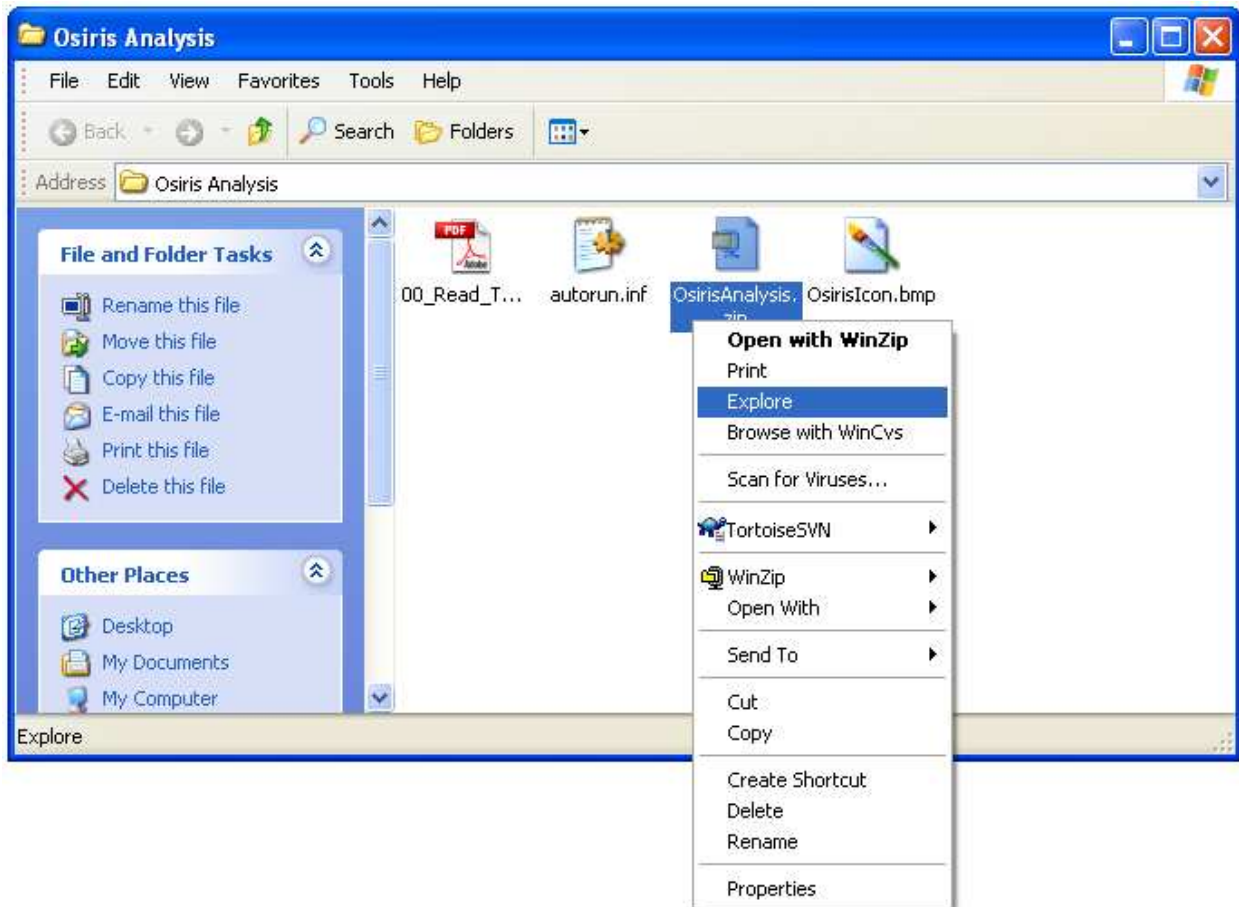 Osiris Analysis
File Edit View Favorites Tools Help
Back Search Folders
Address Osiris Analysis
File and Folder Tasks
Rename this file
Move this file
Copy this file
E-mail this file
Print this file
Delete this file
Other Places
Desktop
My Documents
My Computer
PDF
Adobe
00_Read_T... autorun.inf OsirisAnalysis. OsirisIcon.bmp
zip
Open with WinZip
Print
Explore
Browse with WinCvs
Scan for Viruses...
TortoiseSVN
WinZip
Open With
Send To
Cut
Copy
Create Shortcut
Delete
Rename
Properties
Explore